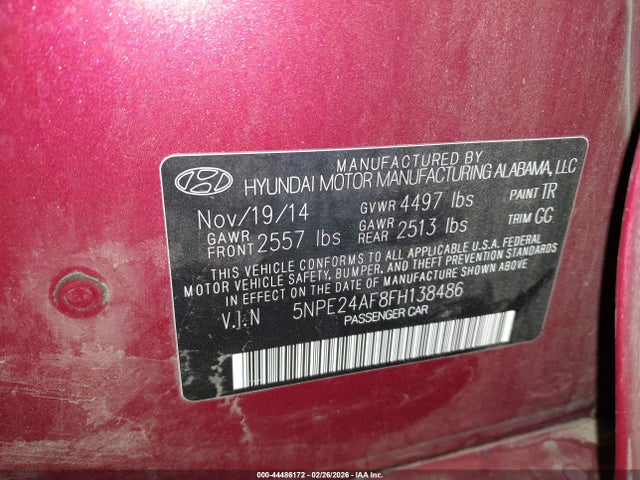 MANUFACTURED BY
HYUNDAI MOTOR MANUFACTURING ALABAMA, LLC
Nov/19/14 GVWR 4497 lbs PAINT TR
GAWR FRONT 2557 lbs GAWR REAR 2513 lbs TRIM GG
THIS VEHICLE CONFORMS TO ALL APPLICABLE U.S.A. FEDERAL
MOTOR VEHICLE SAFETY, BUMPER, AND THEFT PREVENTION STANDARDS
IN EFFECT ON THE DATE OF MANUFACTURE SHOWN ABOVE.
V.I.N 5NPE24AF8FH138486
PASSENGER CAR
000-44486172 - 02/26/2026 - IAA Inc.